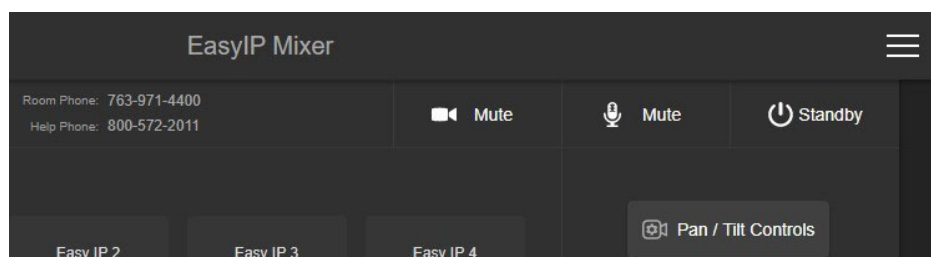 EasyIP Mixer
Room Phone: 763-971-4400
Help Phone: 800-572-2011
Mute
Mute
Standby
Pan / Tilt Controls
Easy IP 2
Easy IP 3
Easy IP 4